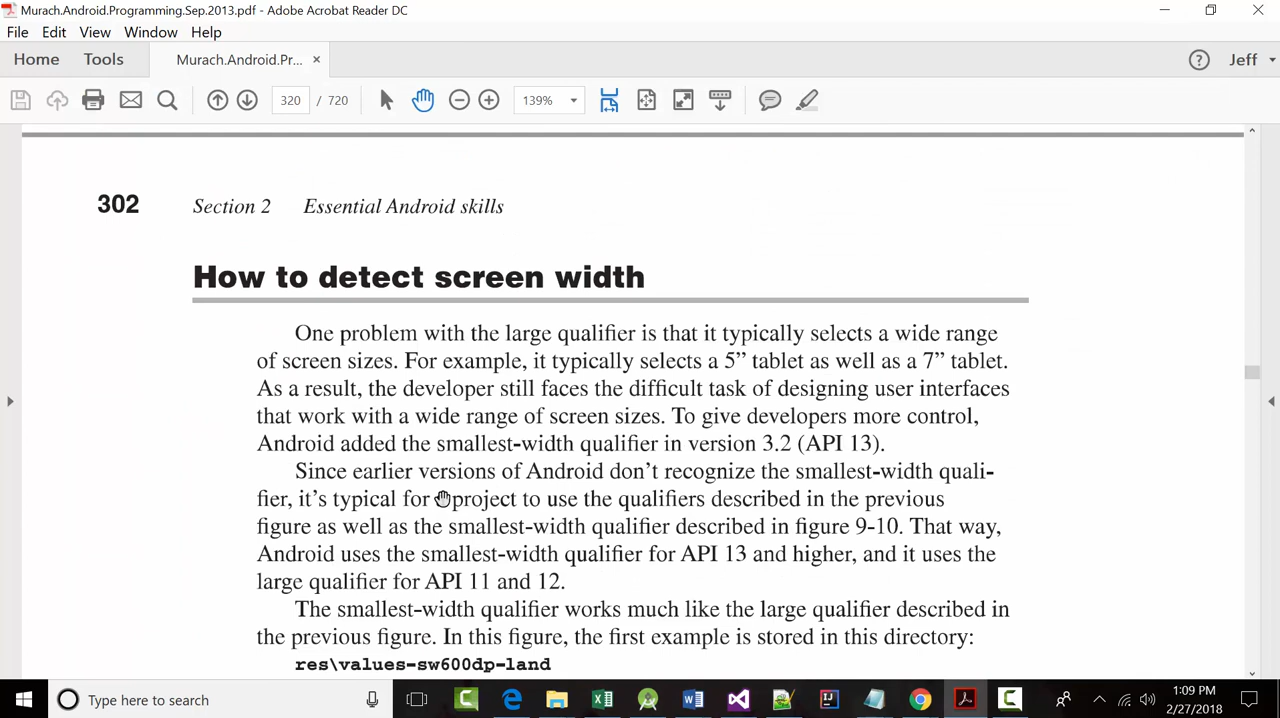 Murach.Android.Programming.Sep.2013.pdf - Adobe Acrobat Reader DC
File Edit View Window Help
Home Tools Murach.Android.Pr... × Jeff
320 / 720 139%
302 Section 2 Essential Android skills
How to detect screen width
One problem with the large qualifier is that it typically selects a wide range
of screen sizes. For example, it typically selects a 5” tablet as well as a 7” tablet.
As a result, the developer still faces the difficult task of designing user interfaces
that work with a wide range of screen sizes. To give developers more control,
Android added the smallest-width qualifier in version 3.2 (API 13).
Since earlier versions of Android don’t recognize the smallest-width quali-
fier, it’s typical for project to use the qualifiers described in the previous
figure as well as the smallest-width qualifier described in figure 9-10. That way,
Android uses the smallest-width qualifier for API 13 and higher, and it uses the
large qualifier for API 11 and 12.
The smallest-width qualifier works much like the large qualifier described in
the previous figure. In this figure, the first example is stored in this directory:
res\values-sw600dp-land
Type here to search
1:09 PM
2/27/2018